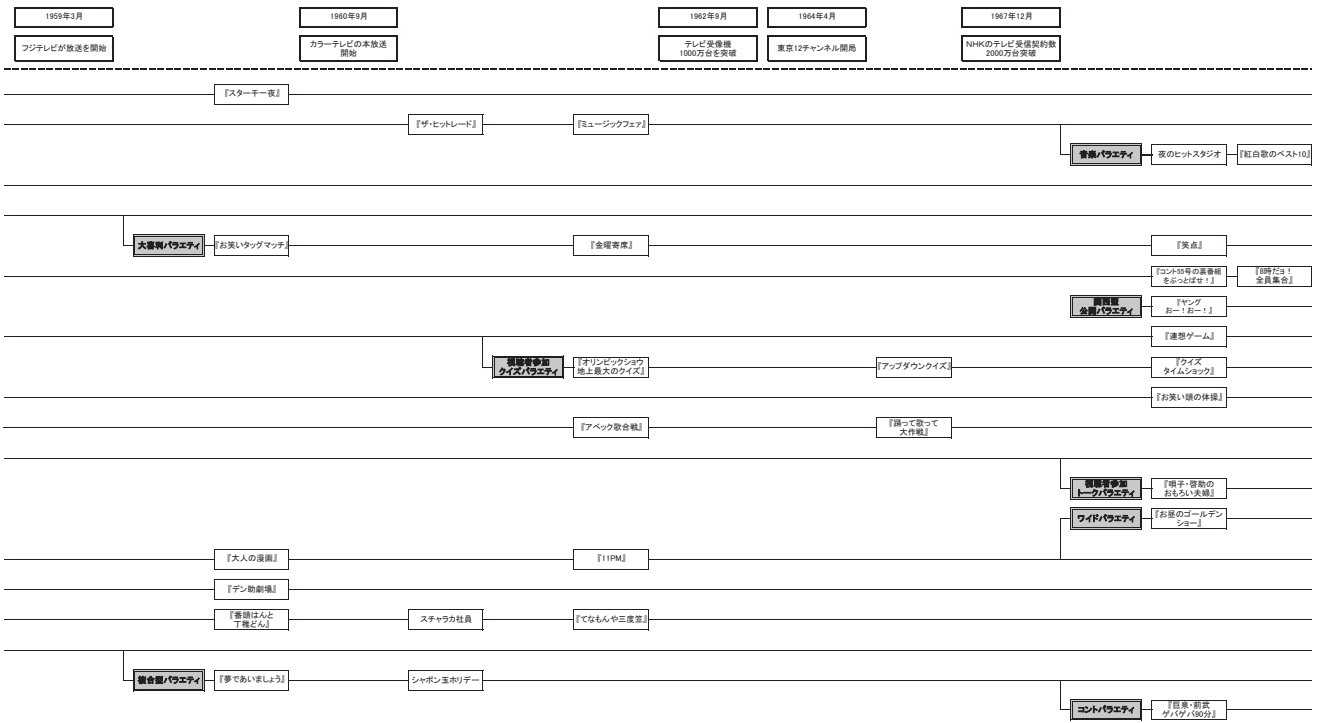 1959年3月
1960年9月
1962年9月
1964年4月
1967年12月
フジテレビが放送を開始
カラーテレビの本放送
開始
テレビ受像機
1000万台を突破
東京12チャンネル開局
NHKのテレビ受信契約数
2000万台突破
『スター千一夜』
『ザ・ヒットレード』
『ミュージックフェア』
音楽バラエティ
夜のヒットスタジオ
『紅白歌のベスト10』
大喜利バラエティ
『お笑いタッグマッチ』
『金曜寄席』
『笑点』
『コント55号の裏番組
をぶっとばせ!』
『8時だョ!
全員集合』
関西型
公開バラエティ
『ヤング
おー!おー!』
『連想ゲーム』
視聴者参加
クイズバラエティ
『オリンピックショウ
地上最大のクイズ』
『アップダウンクイズ』
『クイズ
タイムショック』
『お笑い頭の体操』
『アベック歌合戦』
『踊って歌って
大作戦』
視聴者参加
トークバラエティ
『唄子・啓助の
おもろい夫婦』
ワイドバラエティ
『お昼のゴールデン
ショー』
『大人の漫画』
『11PM』
『デン助劇場』
『番頭はんと
丁稚どん』
スチャラカ社員
『てなもんや三度笠』
複合型バラエティ
『夢であいましょう』
シャボン玉ホリデー
コントバラエティ
『巨泉・前武
ゲバゲバ90分』